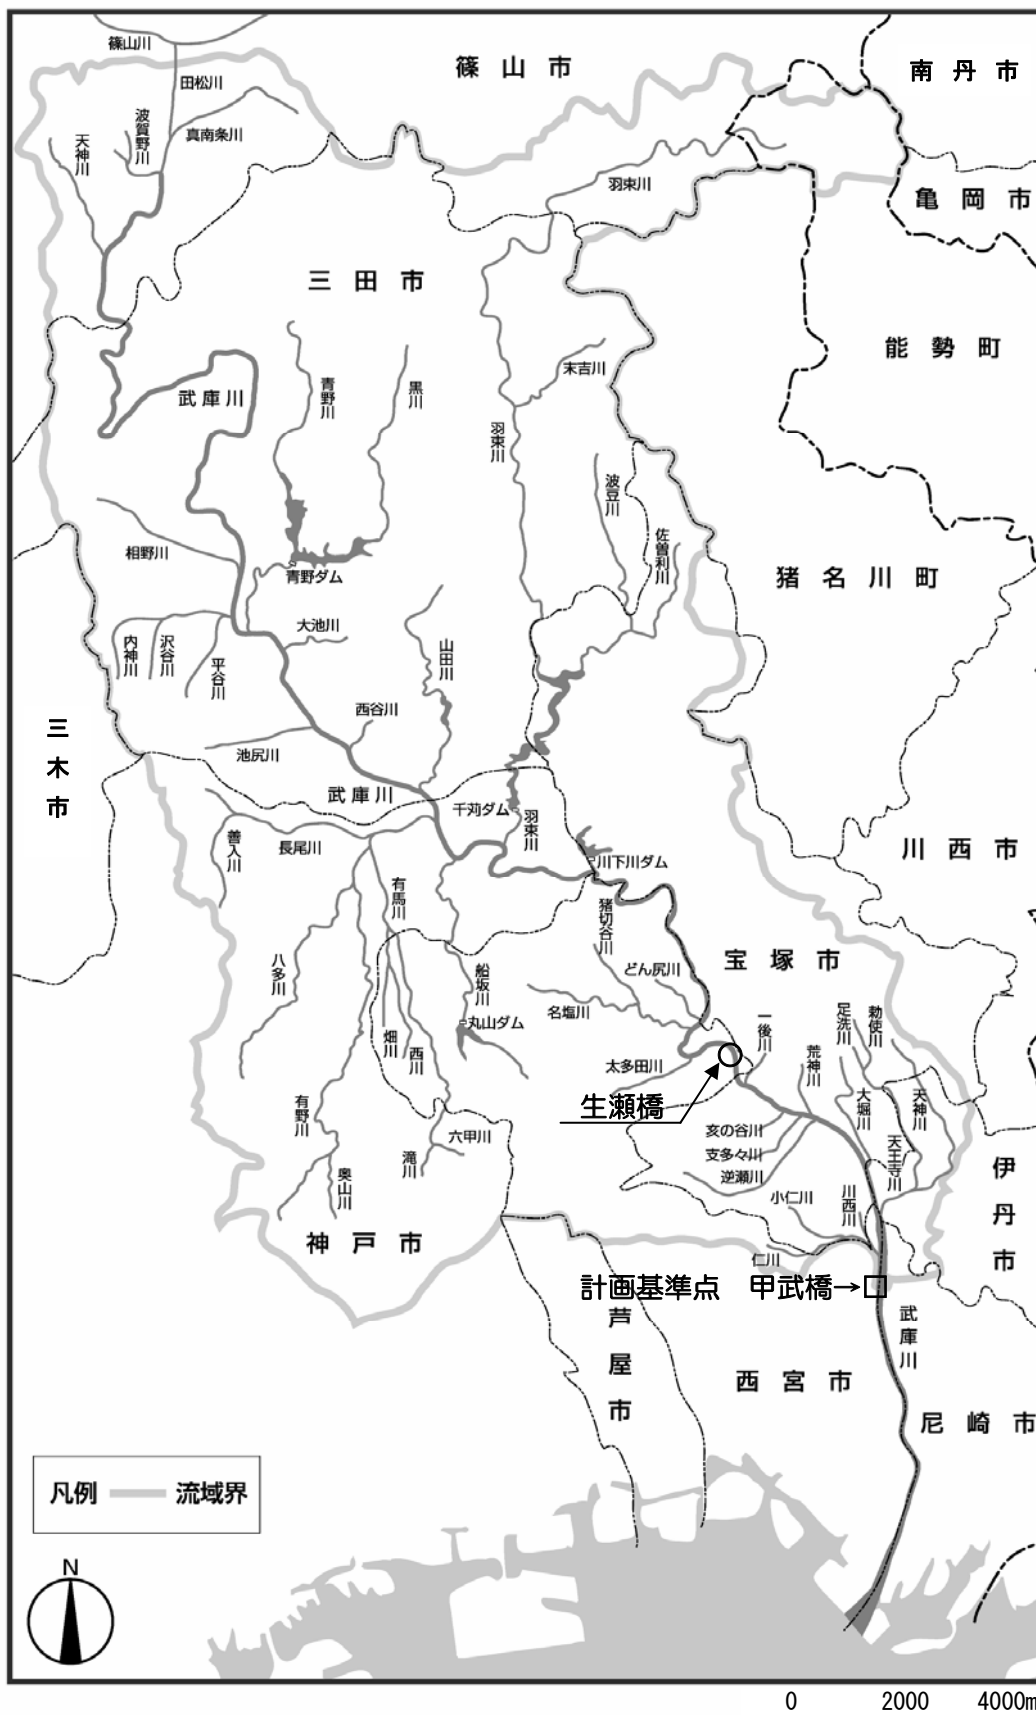 篠山川
篠山市
南丹市
田松川
波賀野川
真南条川
天神川
羽束川
亀岡市
三田市
能勢町
末吉川
武庫川
青野川
黒川
羽束川
波豆川
佐曽利川
相野川
青野ダム
猪名川町
大池川
内神川
沢谷川
平谷川
山田川
西谷川
三木市
池尻川
武庫川
千苅ダム
羽束川
善入川
長尾川
川下川ダム
川西市
有馬川
猪切谷川
八多川
船坂川
どん尻川
宝塚市
名塩川
丸山ダム
畑川
西川
一後川
足洗川
勅使川
荒神川
太多田川
生瀬橋
大堀川
天神川
有野川
六甲川
滝川
亥の谷川
支多々川
逆瀬川
天王寺川
伊丹市
奥山川
小仁川
川西川
神戸市
仁川
計画基準点 甲武橋→
芦屋市
武庫川
西宮市
尼崎市
凡例 流域界
N
0 2000 4000m